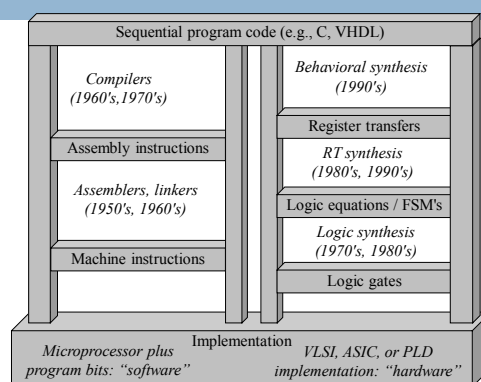 Sequential program code (e.g., C, VHDL)
Compilers
(1960's,1970's)
Assembly instructions
Assemblers, linkers
(1950's, 1960's)
Machine instructions
Behavioral synthesis
(1990's)
Register transfers
RT synthesis
(1980's, 1990's)
Logic equations / FSM's
Logic synthesis
(1970's, 1980's)
Logic gates
Implementation
Microprocessor plus
program bits: “software”
VLSI, ASIC, or PLD
implementation: “hardware”